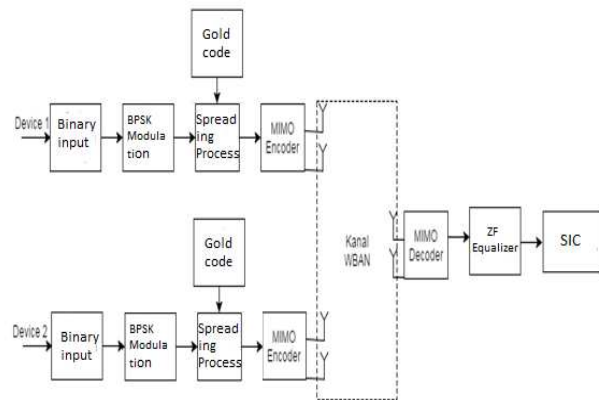 Gold
code
Device 1
Binary
input
BPSK
Modula
tion
Spread
ing
Process
MIMO
Encoder
Kanal
WBAN
MIMO
Decoder
ZF
Equalizer
SIC
Gold
code
Device 2
Binary
input
BPSK
Modula
tion
Spread
ing
Process
MIMO
Encoder